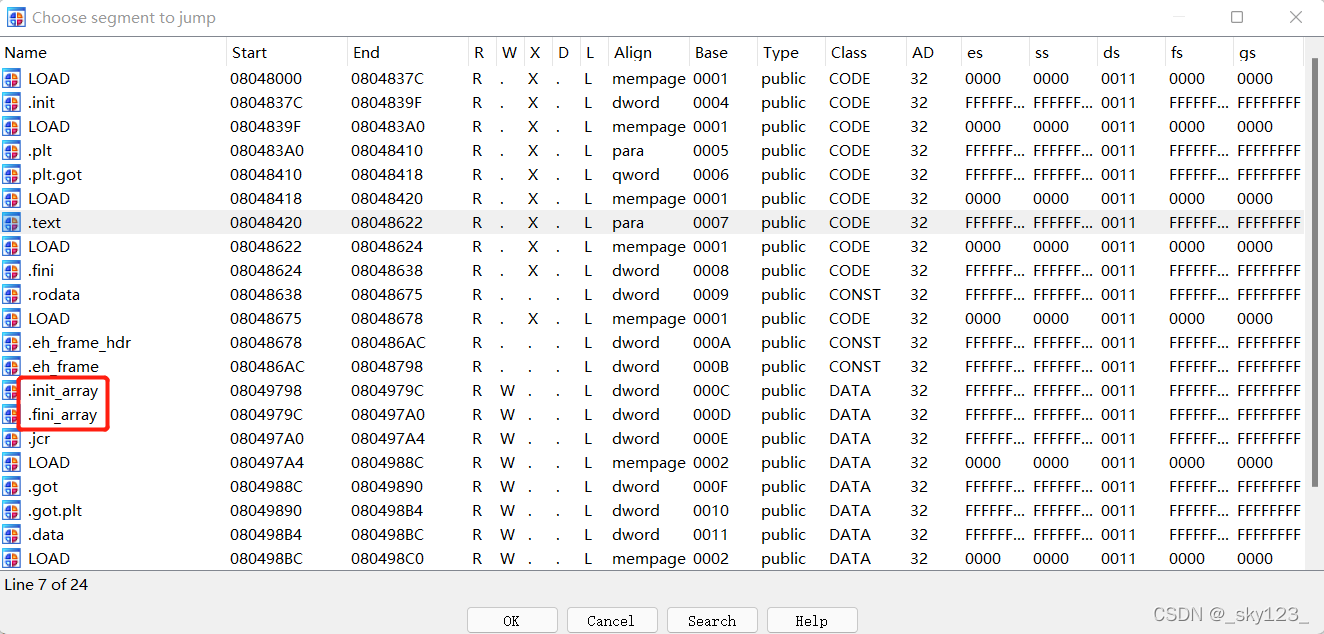 Choose segment to jump
Name Start End R W X D L Align Base Type Class AD es ss ds fs gs
LOAD 08048000 0804837C R . X . L mempage 0001 public CODE 32 0000 0000 0011 0000 0000
.init 0804837C 0804839F R . X . L dword 0004 public CODE 32 FFFFFF... FFFFFF... 0011 FFFFFF... FFFFFFFF
LOAD 0804839F 080483A0 R . X . L mempage 0001 public CODE 32 0000 0000 0011 0000 0000
.plt 080483A0 08048410 R . X . L para 0005 public CODE 32 FFFFFF... FFFFFF... 0011 FFFFFF... FFFFFFFF
.plt.got 08048410 08048418 R . X . L qword 0006 public CODE 32 FFFFFF... FFFFFF... 0011 FFFFFF... FFFFFFFF
LOAD 08048418 08048420 R . X . L mempage 0001 public CODE 32 0000 0000 0011 0000 0000
.text 08048420 08048622 R . X . L para 0007 public CODE 32 FFFFFF... FFFFFF... 0011 FFFFFF... FFFFFFFF
LOAD 08048622 08048624 R . X . L mempage 0001 public CODE 32 0000 0000 0011 0000 0000
.fini 08048624 08048638 R . X . L dword 0008 public CODE 32 FFFFFF... FFFFFF... 0011 FFFFFF... FFFFFFFF
.rodata 08048638 08048675 R . . . L dword 0009 public CONST 32 FFFFFF... FFFFFF... 0011 FFFFFF... FFFFFFFF
LOAD 08048675 08048678 R . X . L mempage 0001 public CODE 32 0000 0000 0011 0000 0000
.eh_frame_hdr 08048678 080486AC R . . . L dword 000A public CONST 32 FFFFFF... FFFFFF... 0011 FFFFFF... FFFFFFFF
.eh_frame 080486AC 08048798 R . . . L dword 000B public CONST 32 FFFFFF... FFFFFF... 0011 FFFFFF... FFFFFFFF
.init_array 08049798 0804979C R W . . L dword 000C public DATA 32 FFFFFF... FFFFFF... 0011 FFFFFF... FFFFFFFF
.fini_array 0804979C 080497A0 R W . . L dword 000D public DATA 32 FFFFFF... FFFFFF... 0011 FFFFFF... FFFFFFFF
.jcr 080497A0 080497A4 R W . . L dword 000E public DATA 32 FFFFFF... FFFFFF... 0011 FFFFFF... FFFFFFFF
LOAD 080497A4 0804988C R W . . L mempage 0002 public DATA 32 0000 0000 0011 0000 0000
.got 0804988C 08049890 R W . . L dword 000F public DATA 32 FFFFFF... FFFFFF... 0011 FFFFFF... FFFFFFFF
.got.plt 08049890 080498B4 R W . . L dword 0010 public DATA 32 FFFFFF... FFFFFF... 0011 FFFFFF... FFFFFFFF
.data 080498B4 080498BC R W . . L dword 0011 public DATA 32 FFFFFF... FFFFFF... 0011 FFFFFF... FFFFFFFF
LOAD 080498BC 080498C0 R W . . L mempage 0002 public DATA 32 0000 0000 0011 0000 0000
Line 7 of 24
OK Cancel Search Help
CSDN @_sky123_